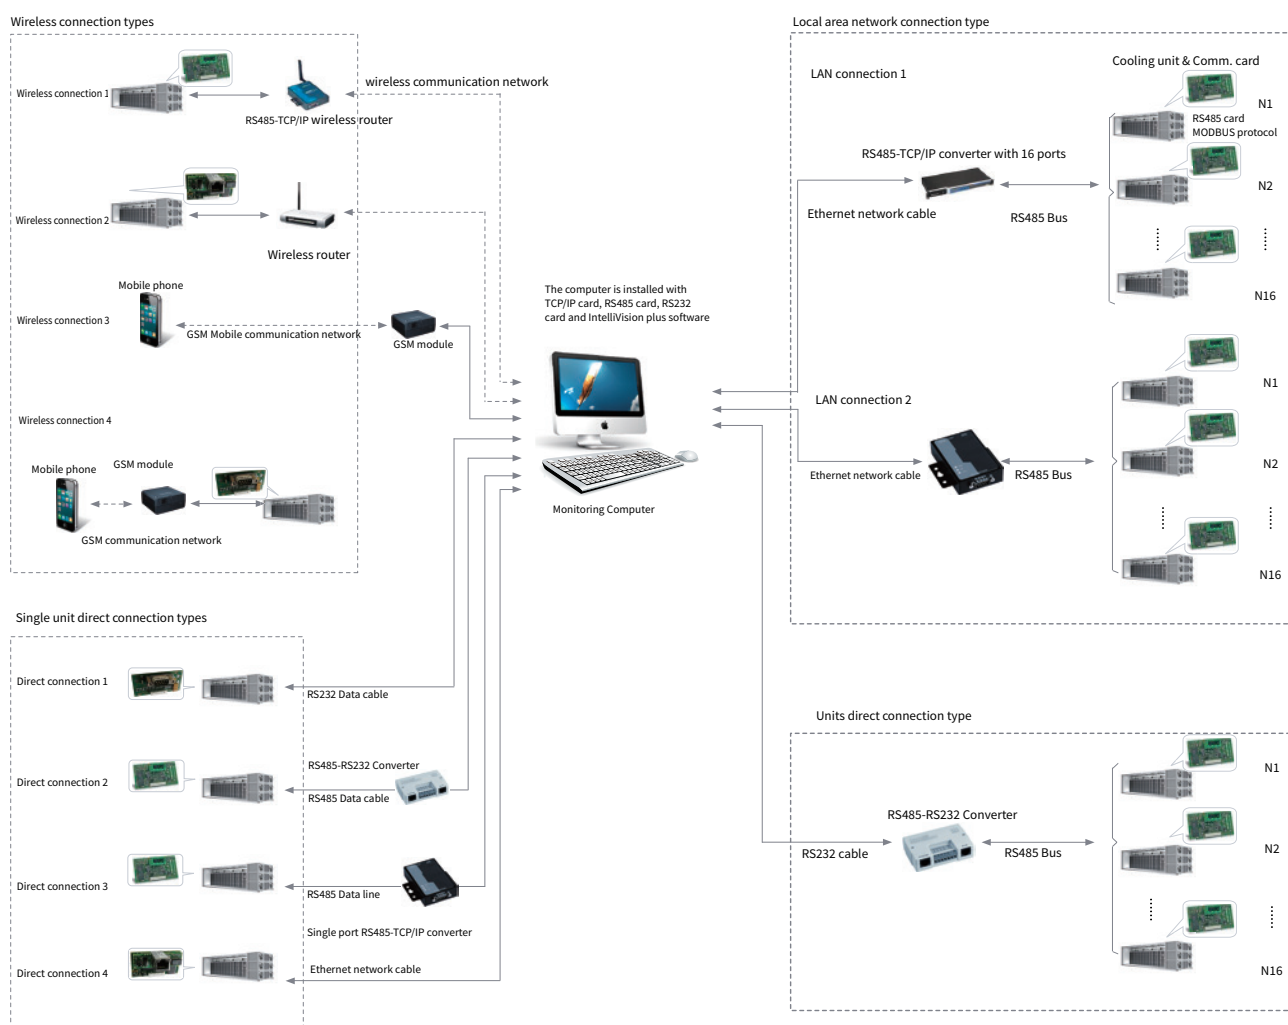 Wireless connection types
Wireless connection 1
RS485-TCP/IP wireless router
wireless communication network
Wireless connection 2
Wireless router
Mobile phone
Wireless connection 3
GSM Mobile communication network
GSM module
Wireless connection 4
Mobile phone
GSM module
GSM communication network
The computer is installed with
TCP/IP card, RS485 card, RS232
card and IntelliVision plus software
Monitoring Computer
Single unit direct connection types
Direct connection 1
RS232 Data cable
Direct connection 2
RS485-RS232 Converter
RS485 Data cable
Direct connection 3
RS485 Data line
Single port RS485-TCP/IP converter
Direct connection 4
Ethernet network cable
Local area network connection type
LAN connection 1
Cooling unit & Comm. card
N1
RS485 card
MODBUS protocol
RS485-TCP/IP converter with 16 ports
N2
Ethernet network cable
RS485 Bus
N16
LAN connection 2
N1
Ethernet network cable
RS485 Bus
N2
N16
Units direct connection type
N1
RS485-RS232 Converter
RS232 cable
RS485 Bus
N2
N16